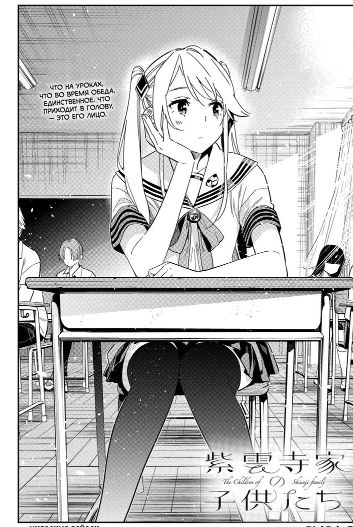 ЧТО НА УРОКАХ,
ЧТО ВО ВРЕМЯ ОБЕДА,
ЕДИНСТВЕННОЕ, ЧТО
ПРИХОДИТ В ГОЛОВУ,
— ЭТО ЕГО ЛИЦО.
紫雲寺家
The Children of の Shiunji family
子供たち